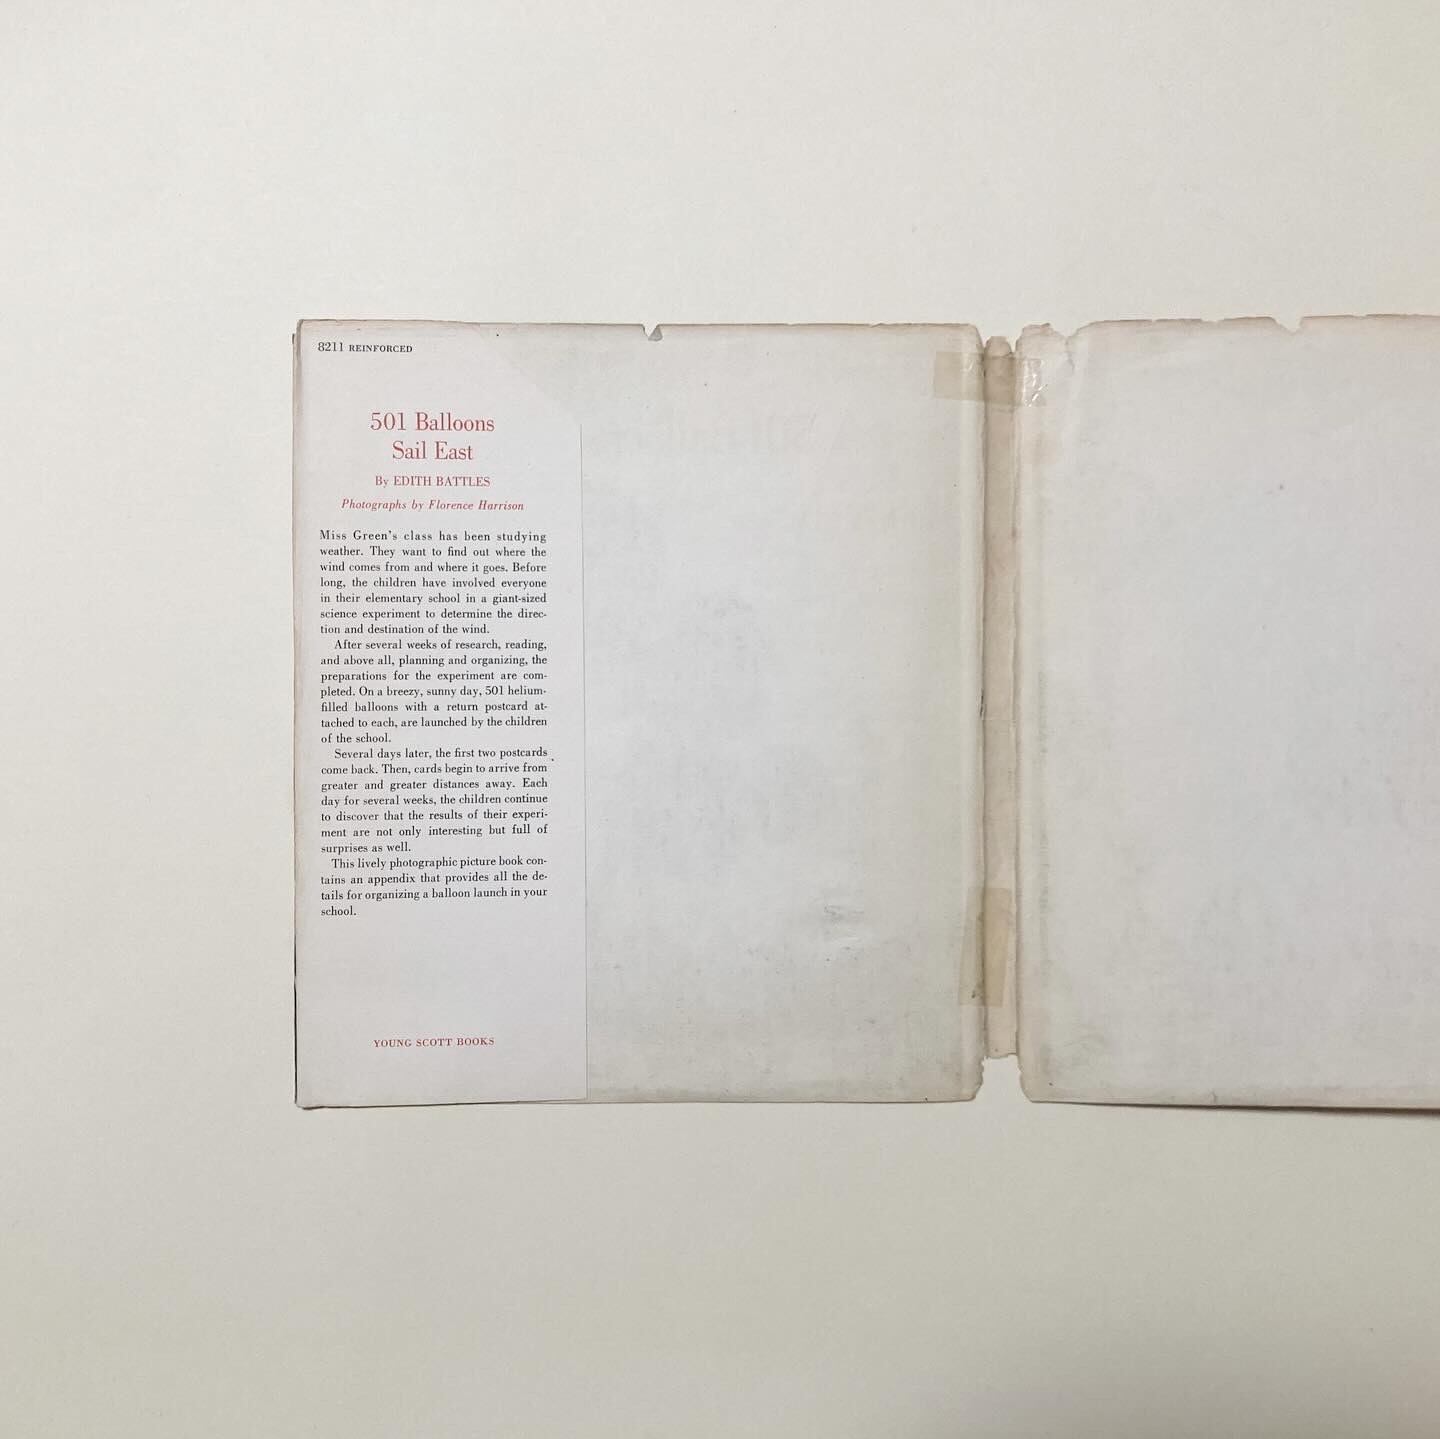 8211 REINFORCED
501 Balloons
Sail East
By EDITH BATTLES
Photographs by Florence Harrison
Miss Green's class has been studying
weather. They want to find out where the
wind comes from and where it goes. Before
long, the children have involved everyone
in their elementary school in a giant-sized
science experiment to determine the direc-
tion and destination of the wind.
After several weeks of research, reading,
and above all, planning and organizing, the
preparations for the experiment are com-
pleted. On a breezy, sunny day, 501 helium-
filled balloons with a return postcard at-
tached to each, are launched by the children
of the school.
Several days later, the first two postcards
come back. Then, cards begin to arrive from
greater and greater distances away. Each
day for several weeks, the children continue
to discover that the results of their experi-
ment are not only interesting but full of
surprises as well.
This lively photographic picture book con-
tains an appendix that provides all the de-
tails for organizing a balloon launch in your
school.
YOUNG SCOTT BOOKS